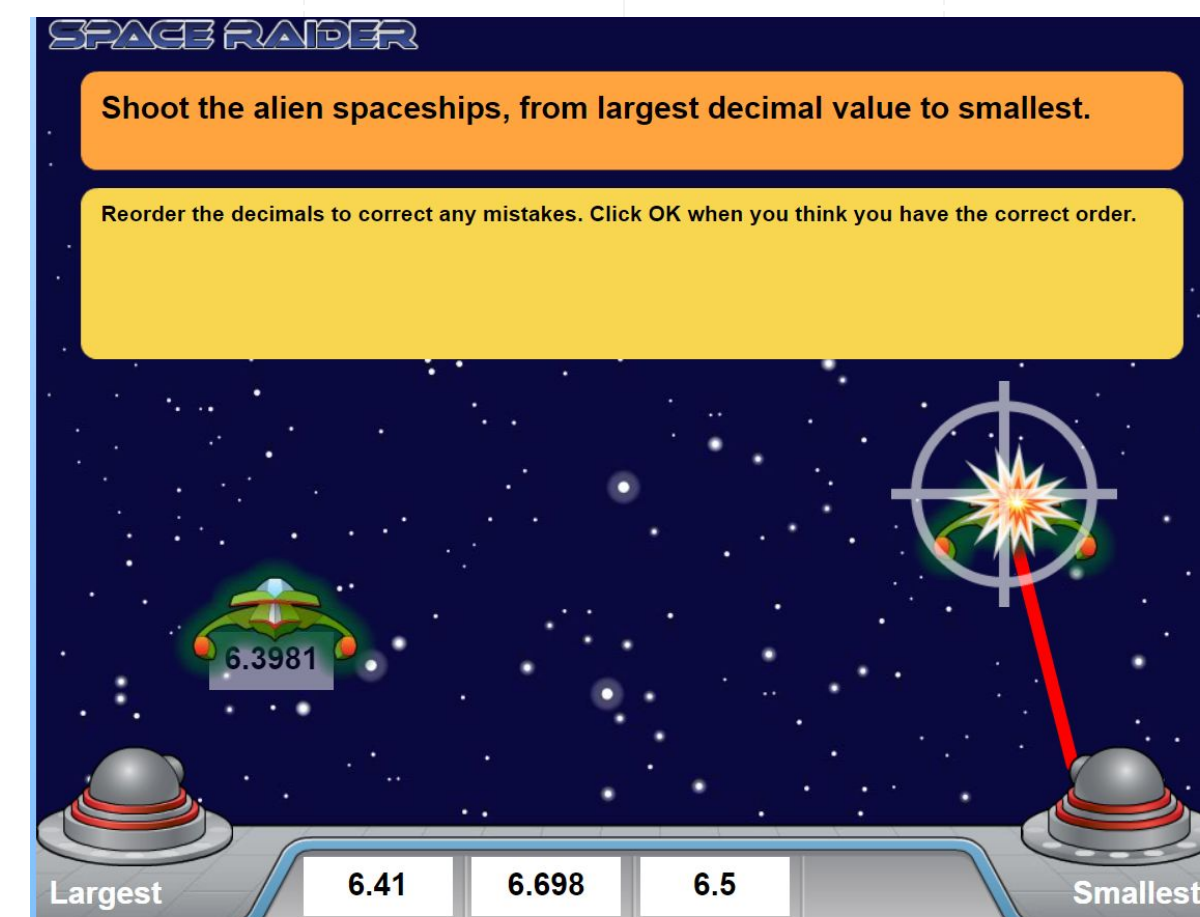 SPACE RAIDER
Shoot the alien spaceships, from largest decimal value to smallest.
Reorder the decimals to correct any mistakes. Click OK when you think you have the correct order.
6.3981
Largest
6.41
6.698
6.5
Smallest